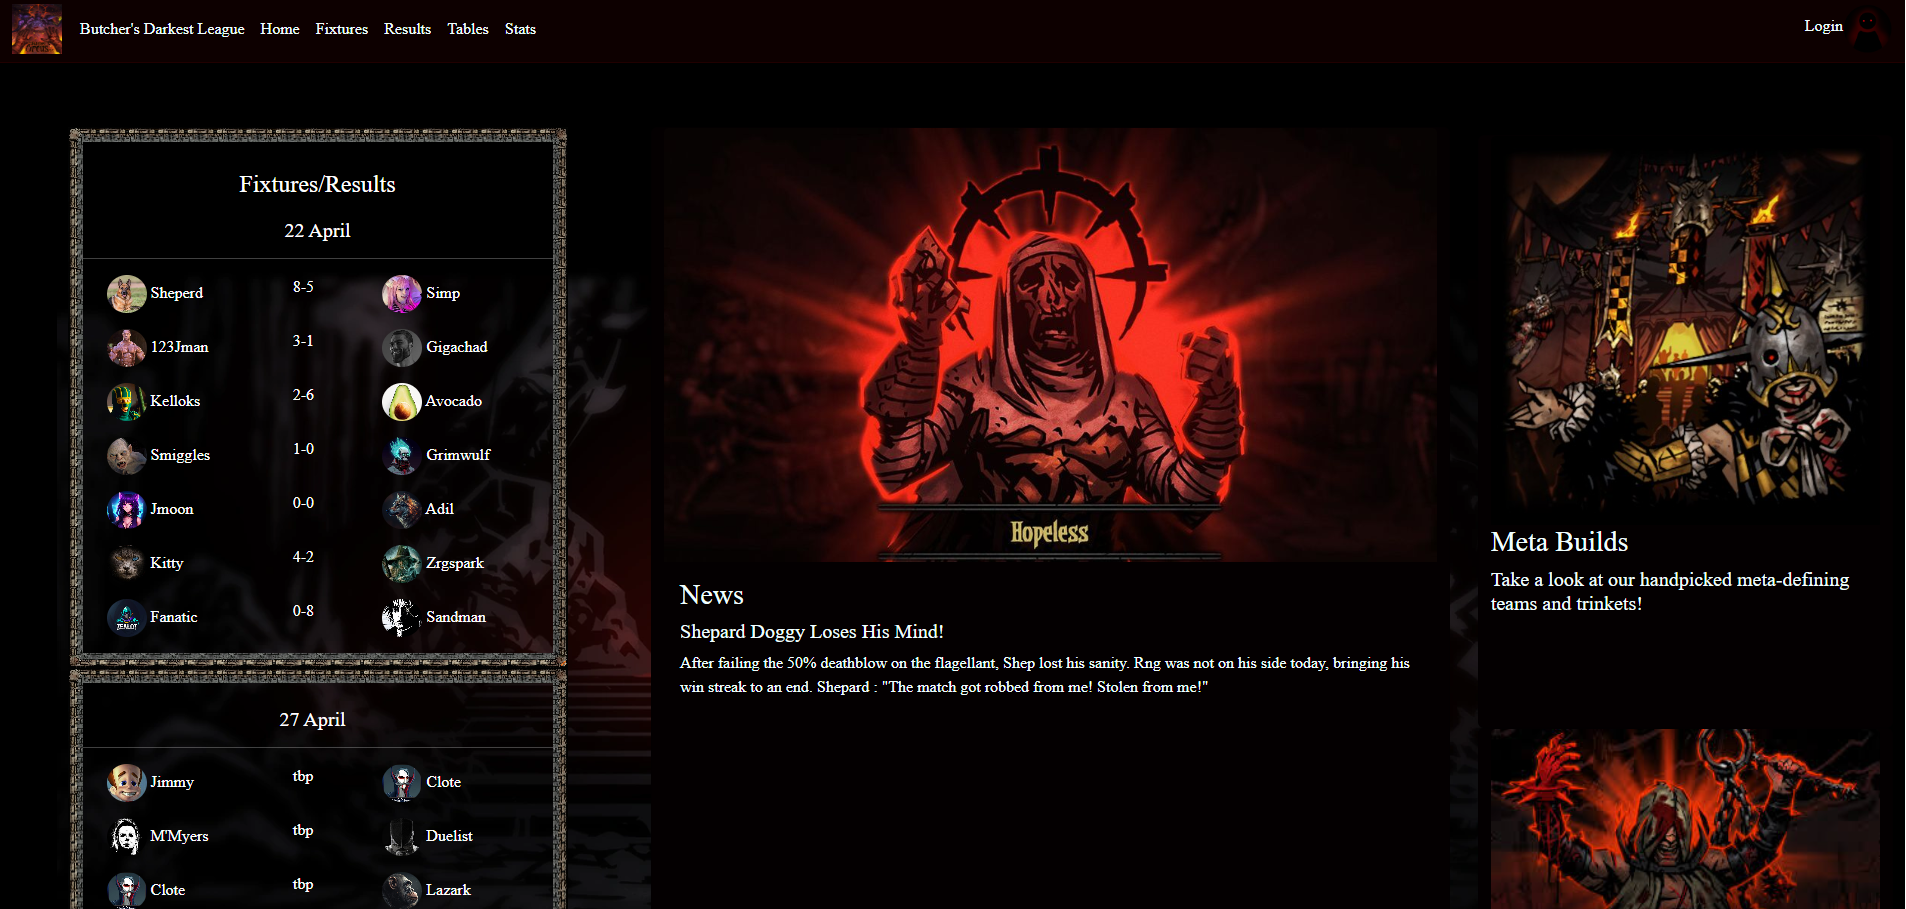 Butcher's Darkest League Home Fixtures Results Tables Stats
Login
Fixtures/Results
22 April
Sheperd 8-5 Simp
123Jman 3-1 Gigachad
Kelloks 2-6 Avocado
Smiggles 1-0 Grimwulf
Jmoon 0-0 Adil
Kitty 4-2 Zrgspark
Fanatic 0-8 Sandman
ZEALOT
27 April
Jimmy tbp Clote
M'Myers tbp Duelist
Clote tbp Lazark
Hopeless
News
Shepard Doggy Loses His Mind!
After failing the 50% deathblow on the flagellant, Shep lost his sanity. Rng was not on his side today, bringing his
win streak to an end. Shepard : "The match got robbed from me! Stolen from me!"
Meta Builds
Take a look at our handpicked meta-defining
teams and trinkets!